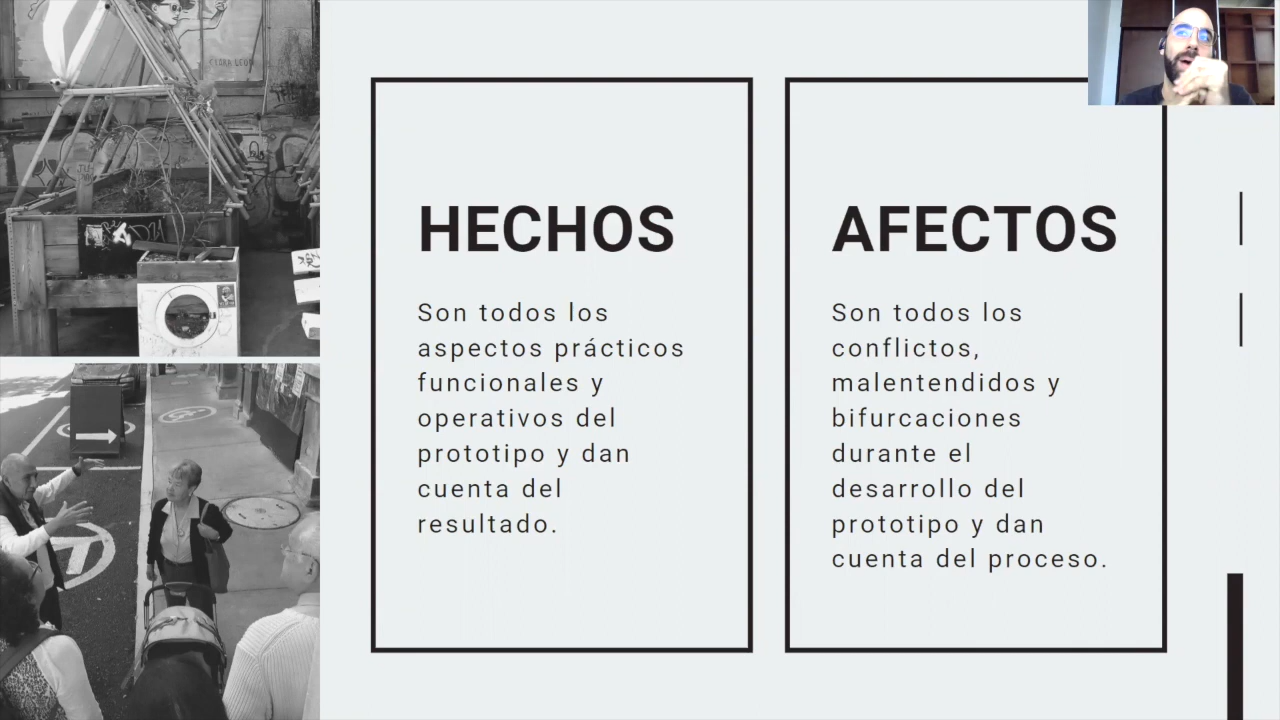 HECHOS
Son todos los
aspectos prácticos
funcionales y
operativos del
prototipo y dan
cuenta del
resultado.
AFECTOS
Son todos los
conflictos,
malentendidos y
bifurcaciones
durante el
desarrollo del
prototipo y dan
cuenta del proceso.